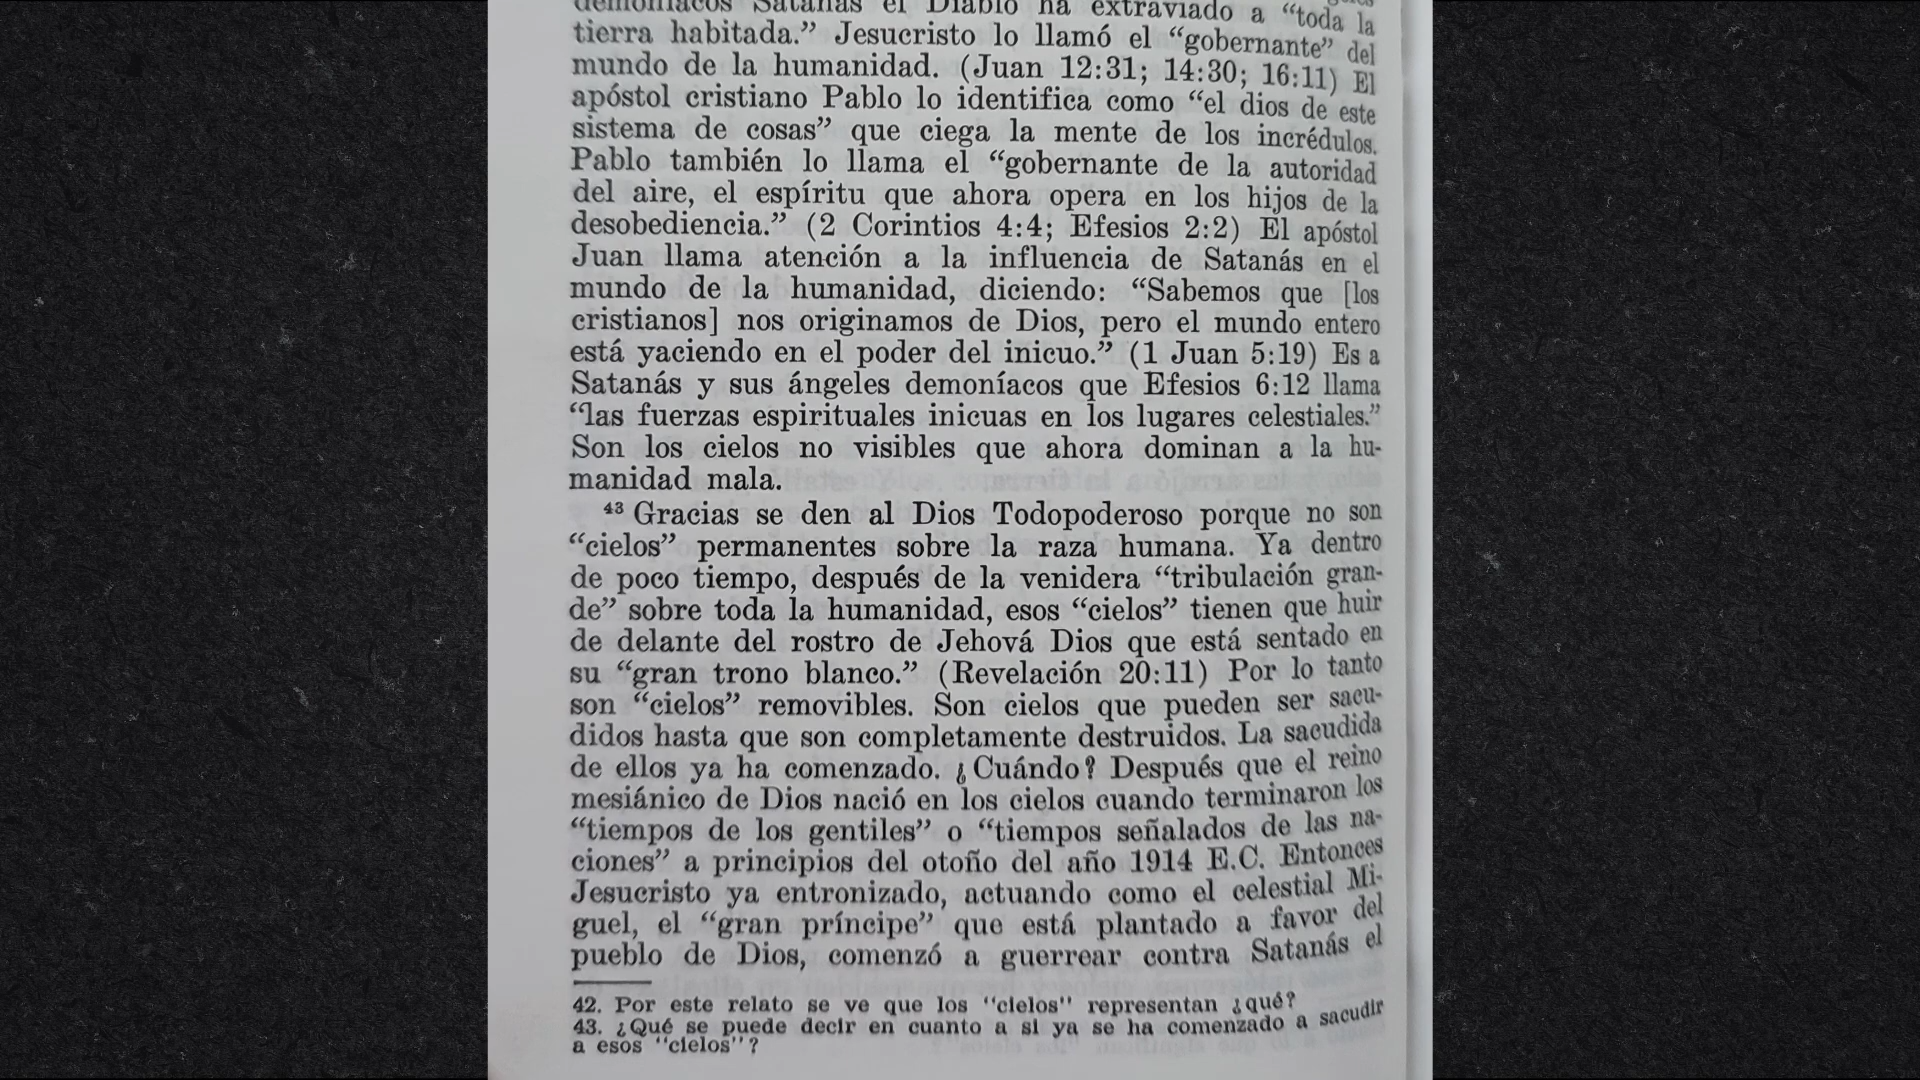 demoníacos Satanás el Diablo ha extraviado a “toda la
tierra habitada.” Jesucristo lo llamó el “gobernante” del
mundo de la humanidad. (Juan 12:31; 14:30; 16:11) El
apóstol cristiano Pablo lo identifica como “el dios de este
sistema de cosas” que ciega la mente de los incrédulos.
Pablo también lo llama el “gobernante de la autoridad
del aire, el espíritu que ahora opera en los hijos de la
desobediencia.” (2 Corintios 4:4; Efesios 2:2) El apóstol
Juan llama atención a la influencia de Satanás en el
mundo de la humanidad, diciendo: “Sabemos que [los
cristianos] nos originamos de Dios, pero el mundo entero
está yaciendo en el poder del inicuo.” (1 Juan 5:19) Es a
Satanás y sus ángeles demoníacos que Efesios 6:12 llama
“las fuerzas espirituales inicuas en los lugares celestiales.”
Son los cielos no visibles que ahora dominan a la hu-
manidad mala.
43 Gracias se den al Dios Todopoderoso porque no son
“cielos” permanentes sobre la raza humana. Ya dentro
de poco tiempo, después de la venidera “tribulación gran-
de” sobre toda la humanidad, esos “cielos” tienen que huir
de delante del rostro de Jehová Dios que está sentado en
su “gran trono blanco.” (Revelación 20:11) Por lo tanto
son “cielos” removibles. Son cielos que pueden ser sacu-
didos hasta que son completamente destruidos. La sacudida
de ellos ya ha comenzado. ¿Cuándo? Después que el reino
mesiánico de Dios nació en los cielos cuando terminaron los
“tiempos de los gentiles” o “tiempos señalados de las na-
ciones” a principios del otoño del año 1914 E.C. Entonces
Jesucristo ya entronizado, actuando como el celestial Mi-
guel, el “gran príncipe” que está plantado a favor del
pueblo de Dios, comenzó a guerrear contra Satanás el
42. Por este relato se ve que los “cielos” representan ¿qué?
43. ¿Qué se puede decir en cuanto a si ya se ha comenzado a sacudir
a esos “cielos”?